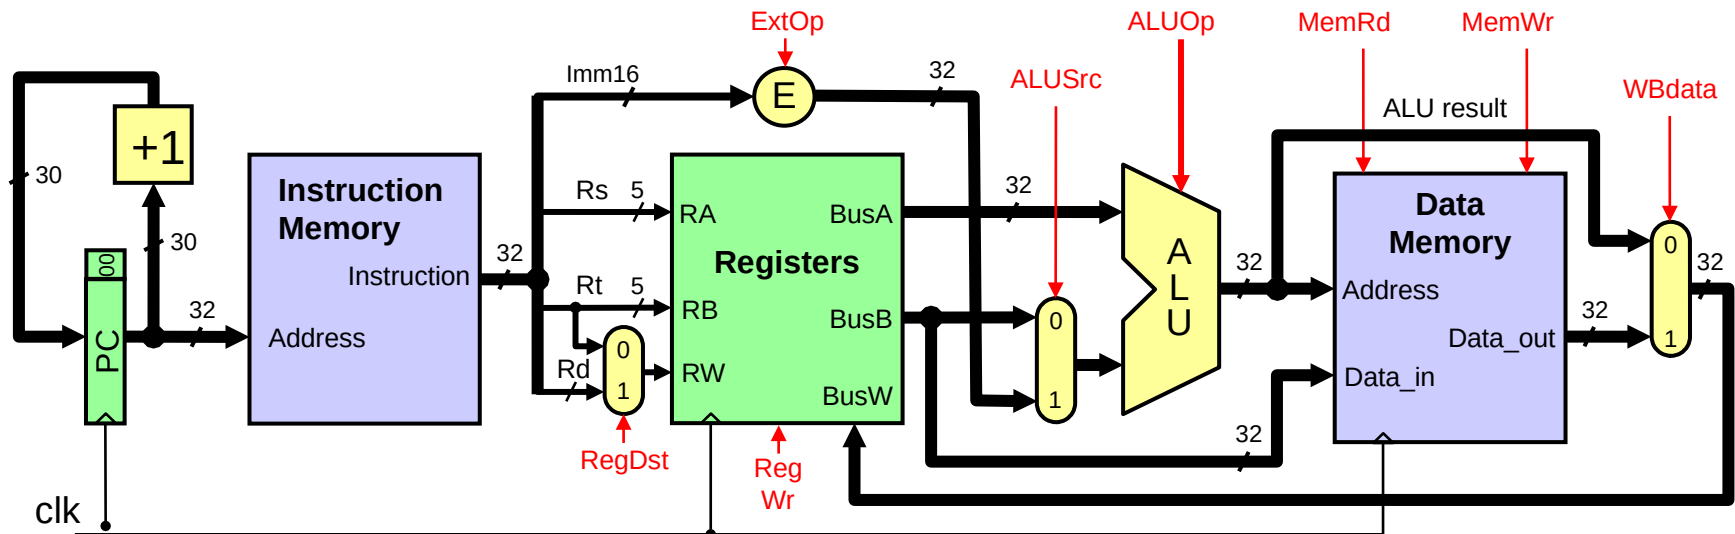 ExtOp
ALUOp
MemRd
MemWr
Imm16
32
ALUSrc
WBdata
E
ALU result
+1
30
Instruction
Memory
Rs
5
RA
BusA
32
Data
Memory
30
00
Instruction
32
Registers
A
L
U
32
0
32
Rt
5
RB
BusB
0
Address
PC
32
Address
0
Rd
1
RW
BusW
1
32
Data_out
1
Data_in
32
RegDst
Reg
Wr
clk